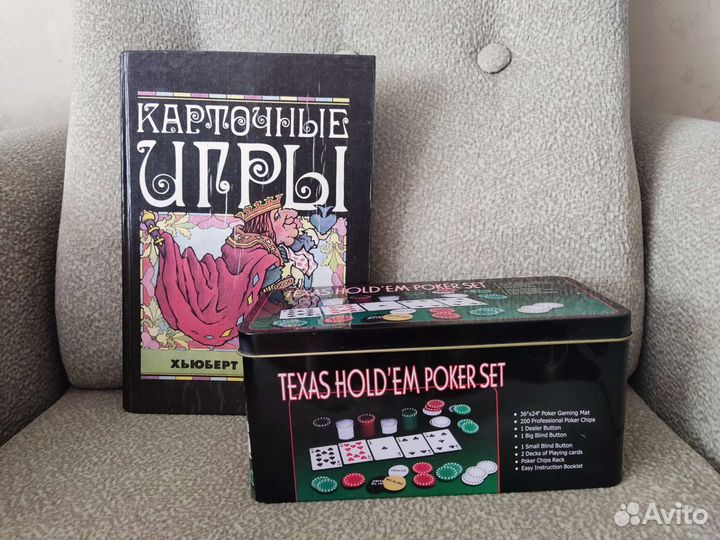 КАРТОЧНЫЕ
ИГРЫ
ХЬЮБЕРТ
TEXAS HOLD'EM POKER SET
TEXAS HOLD'EM POKER SET
• 36"x24" Poker Gaming Mat
• 200 Professional Poker Chips
• 1 Dealer Button
• 1 Big Blind Button
• 1 Small Blind Button
• 2 Decks of Playing cards
• Poker Chips Rack
• Easy Instruction Booklet
DEALER
Avito